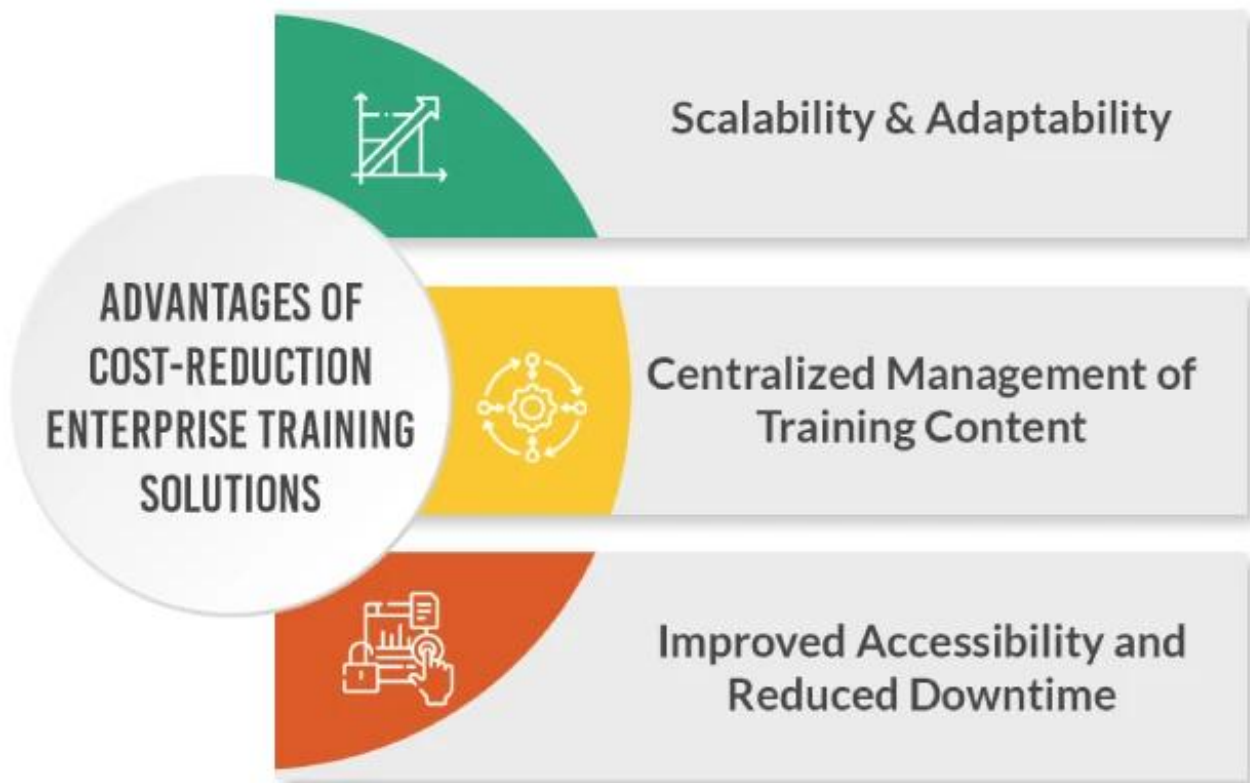 ADVANTAGES OF
COST-REDUCTION
ENTERPRISE TRAINING
SOLUTIONS
Scalability & Adaptability
Centralized Management of
Training Content
Improved Accessibility and
Reduced Downtime